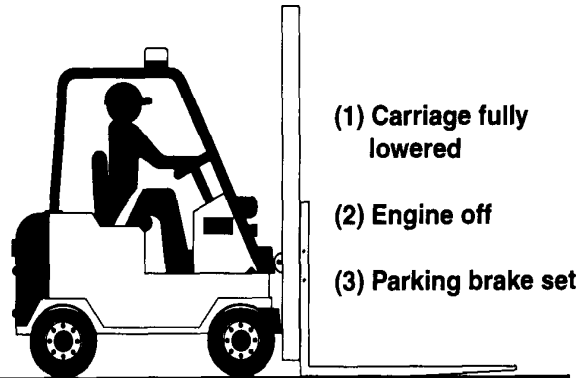 (1) Carriage fully
lowered
(2) Engine off
(3) Parking brake set